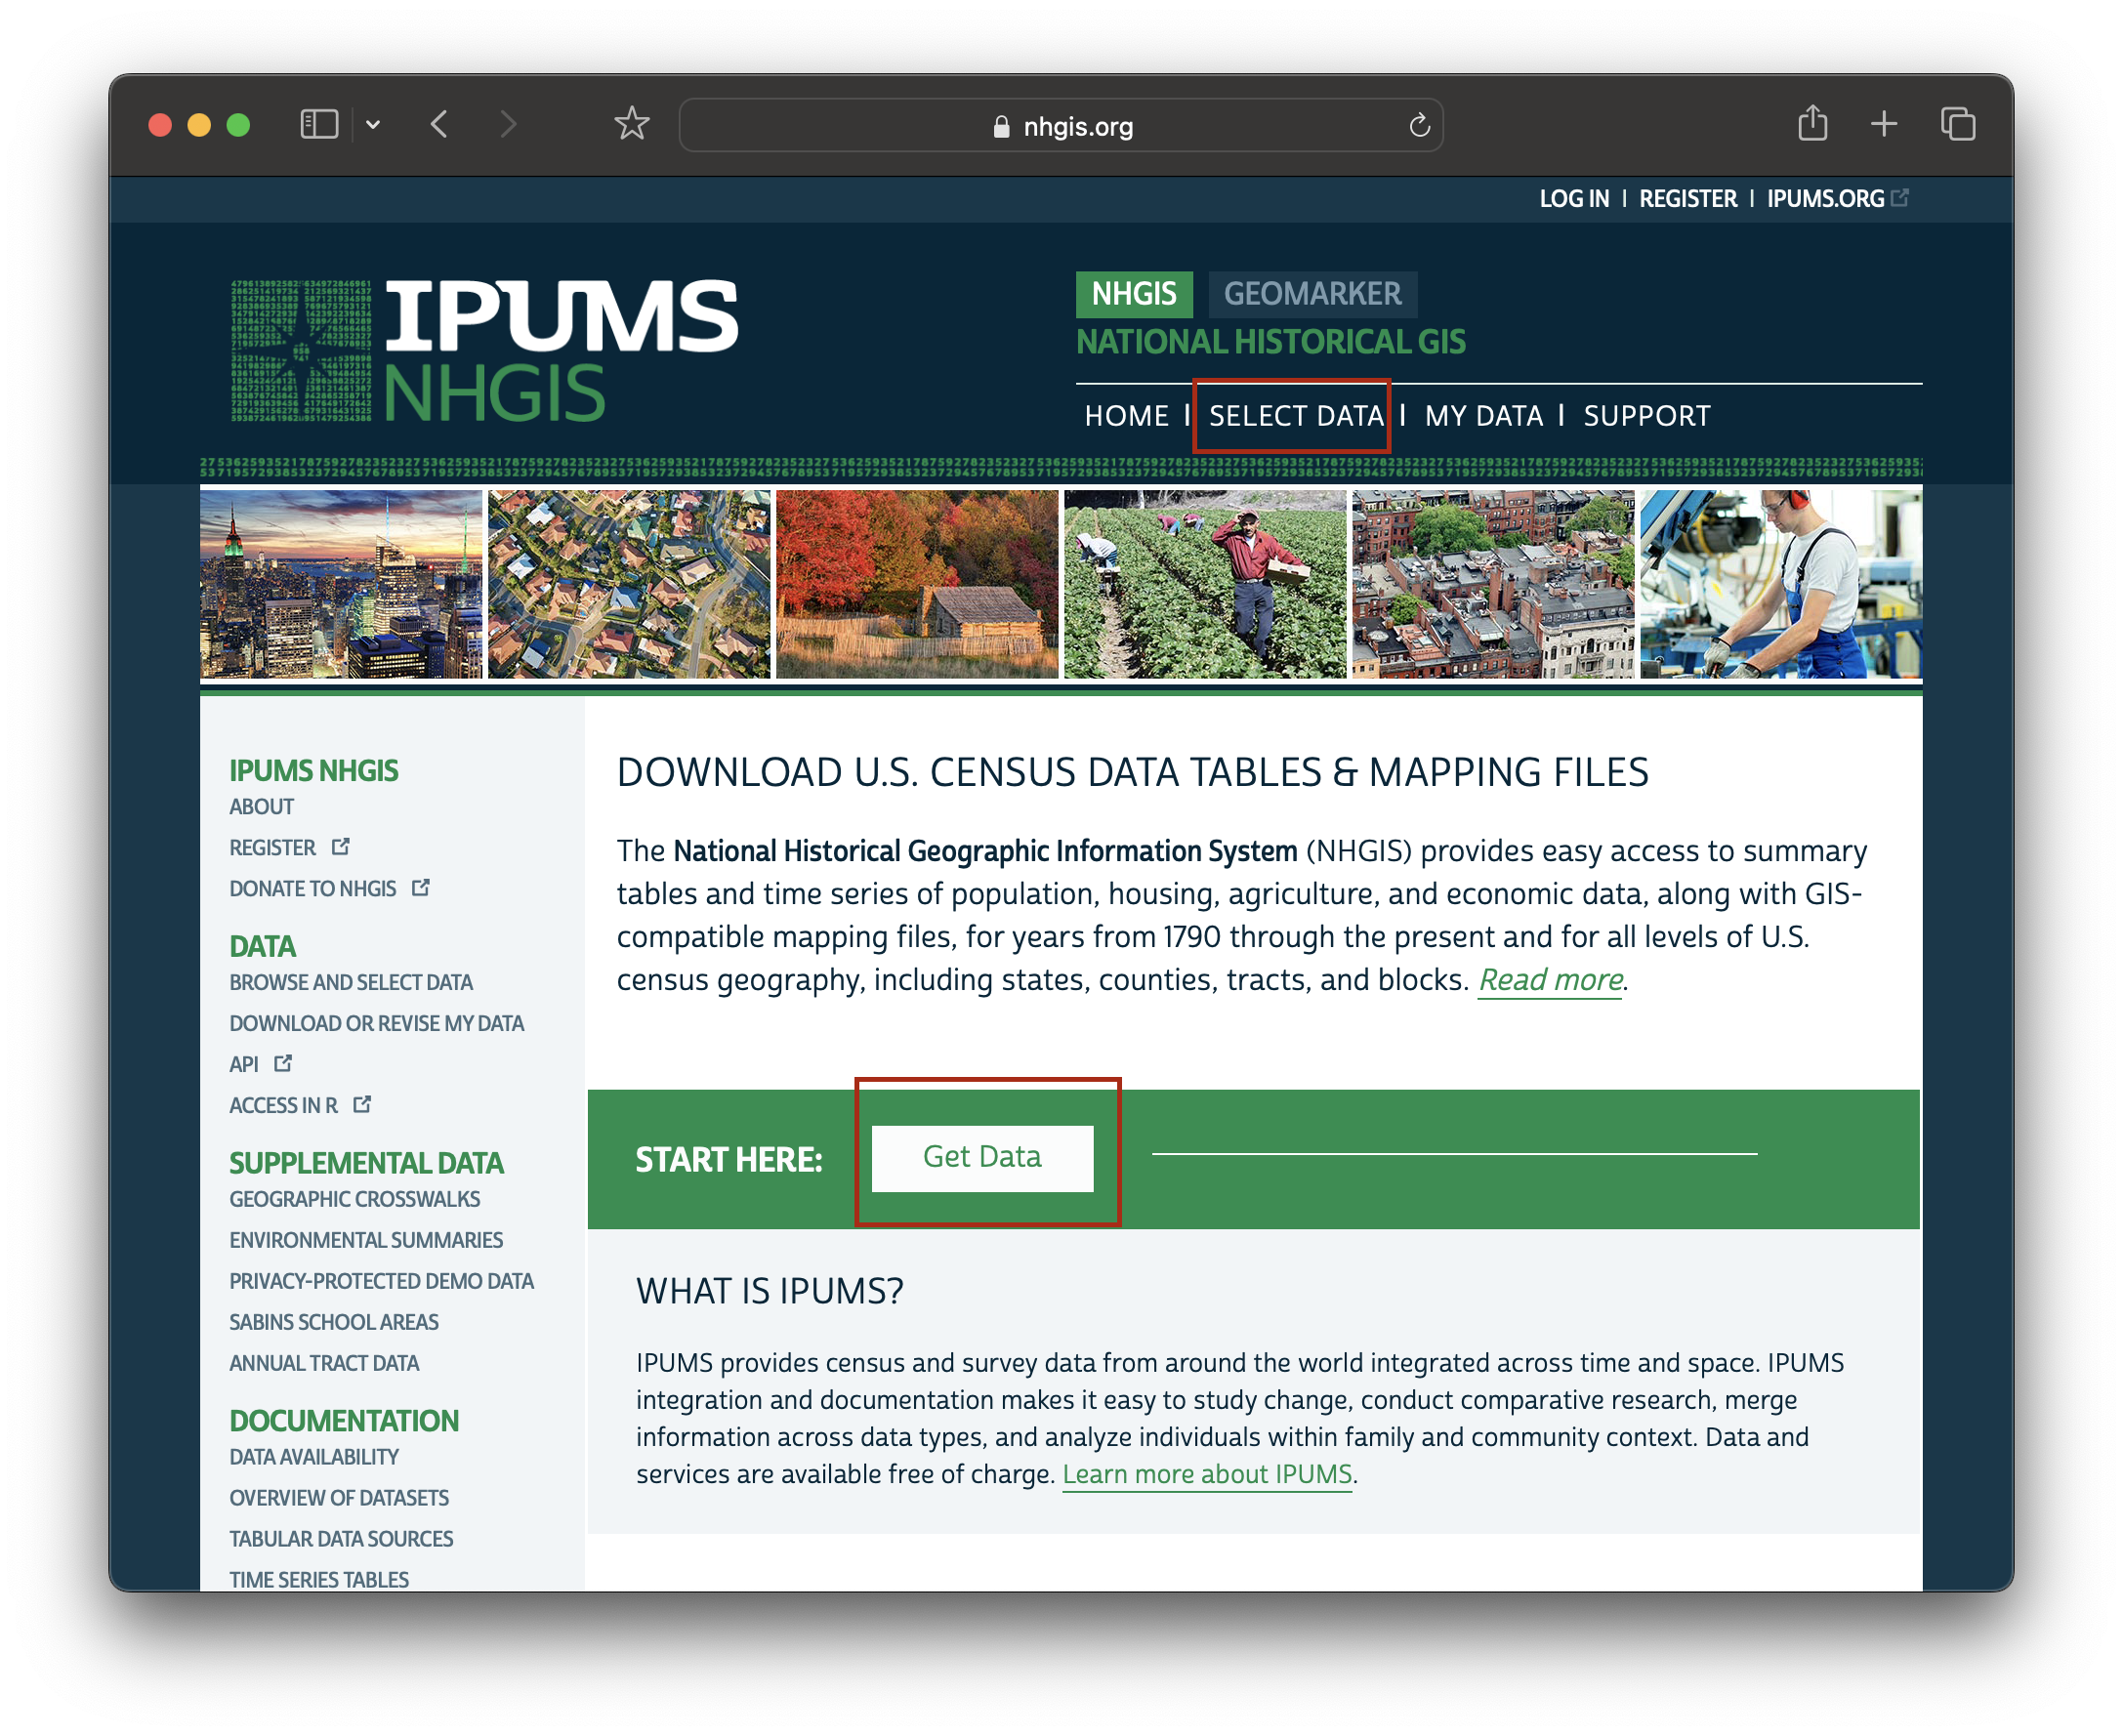 nhgis.org
LOG IN | REGISTER | IPUMS.ORG
IPUMS
NHGIS
NHGIS GEOMARKER
NATIONAL HISTORICAL GIS
HOME | SELECT DATA | MY DATA | SUPPORT
IPUMS NHGIS
ABOUT
REGISTER
DONATE TO NHGIS
DATA
BROWSE AND SELECT DATA
DOWNLOAD OR REVISE MY DATA
API
ACCESS IN R
SUPPLEMENTAL DATA
GEOGRAPHIC CROSSWALKS
ENVIRONMENTAL SUMMARIES
PRIVACY-PROTECTED DEMO DATA
SABINS SCHOOL AREAS
ANNUAL TRACT DATA
DOCUMENTATION
DATA AVAILABILITY
OVERVIEW OF DATASETS
TABULAR DATA SOURCES
TIME SERIES TABLES
DOWNLOAD U.S. CENSUS DATA TABLES & MAPPING FILES
The National Historical Geographic Information System (NHGIS) provides easy access to summary
tables and time series of population, housing, agriculture, and economic data, along with GIS-
compatible mapping files, for years from 1790 through the present and for all levels of U.S.
census geography, including states, counties, tracts, and blocks. Read more.
START HERE: Get Data
WHAT IS IPUMS?
IPUMS provides census and survey data from around the world integrated across time and space. IPUMS
integration and documentation makes it easy to study change, conduct comparative research, merge
information across data types, and analyze individuals within family and community context. Data and
services are available free of charge. Learn more about IPUMS.